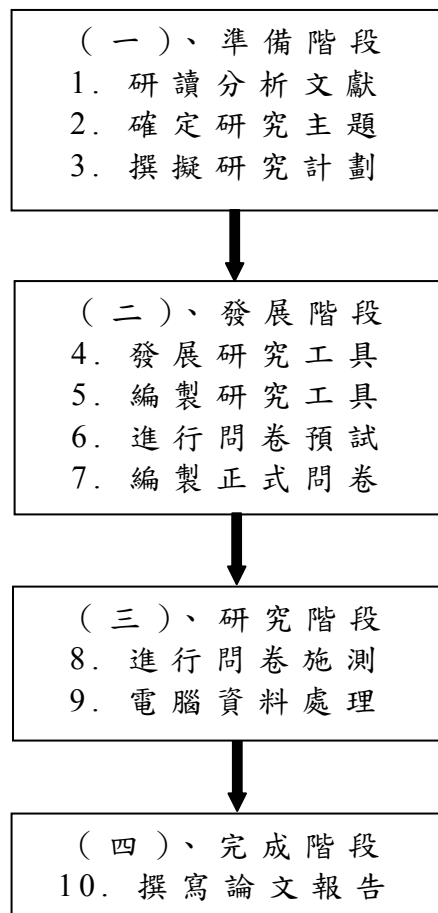 (一)、準備階段
1. 研讀分析文獻
2. 確定研究主題
3. 撰擬研究計劃
(二)、發展階段
4. 發展研究工具
5. 編製研究工具
6. 進行問卷預試
7. 編製正式問卷
(三)、研究階段
8. 進行問卷施測
9. 電腦資料處理
(四)、完成階段
10. 撰寫論文報告